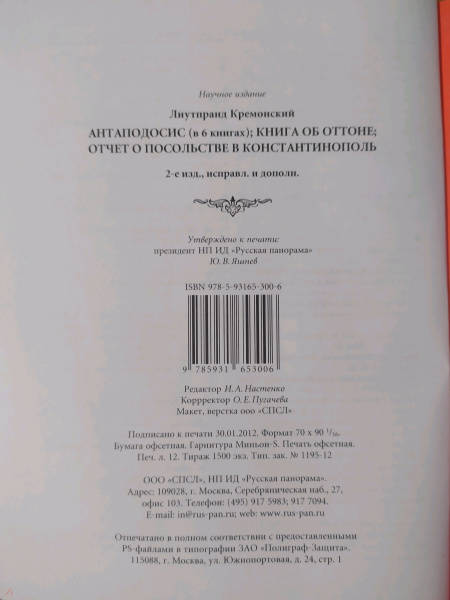 Научное издание
Лиутпранд Кремонский
АНТАПОДОСИС (в 6 книгах); КНИГА ОБ ОТТОНЕ;
ОТЧЕТ О ПОСОЛЬСТВЕ В КОНСТАНТИНОПОЛЬ
2-е изд., исправл. и дополн.
Утверждено к печати:
президент НП ИД «Русская панорама»
Ю. В. Яшнев
ISBN 978-5-93165-300-6
9 785931 653006
Редактор И. А. Настенко
Коррректор О. Е. Пугачева
Макет, верстка ооо «СПСЛ»
Подписано к печати 30.01.2012. Формат 70 x 90 1/16.
Бумага офсетная. Гарнитура Миньон-S. Печать офсетная.
Печ. л. 12. Тираж 1500 экз. Тип. зак. № 1195-12
ООО «СПСЛ», НП ИД «Русская панорама».
Адрес: 109028, г. Москва, Серебряническая наб., 27,
офис 103. Телефон: (495) 917 5983; 917 7094.
E-mail: in@rus-pan.ru; web: www.rus-pan.ru
Отпечатано в полном соответствии с предоставленными
PS-файлами в типографии ЗАО «Полиграф-Защита».
115088, г. Москва, ул. Южнопортовая, д. 24, стр. 1